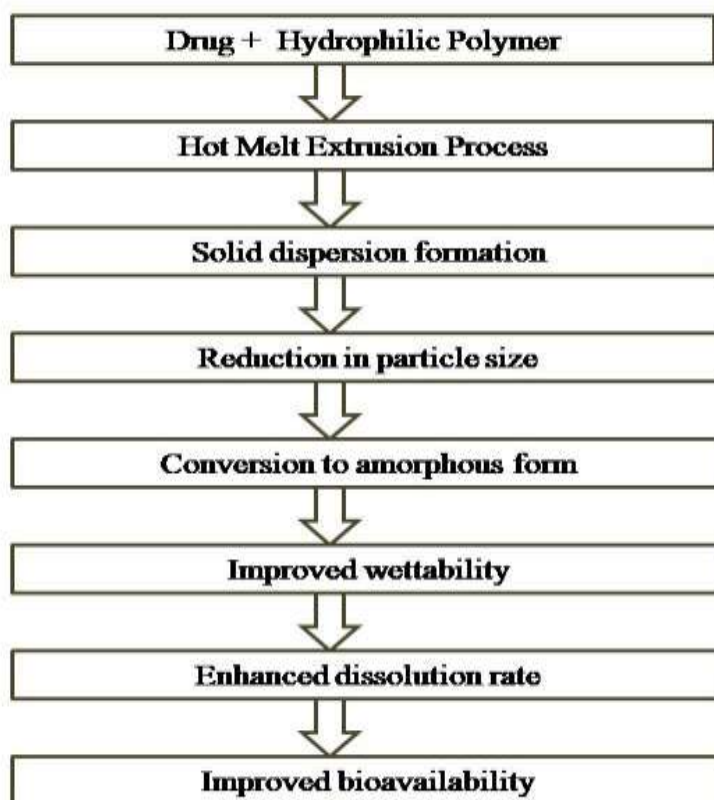 Drug + Hydrophilic Polymer
Hot Melt Extrusion Process
Solid dispersion formation
Reduction in particle size
Conversion to amorphous form
Improved wettability
Enhanced dissolution rate
Improved bioavailability